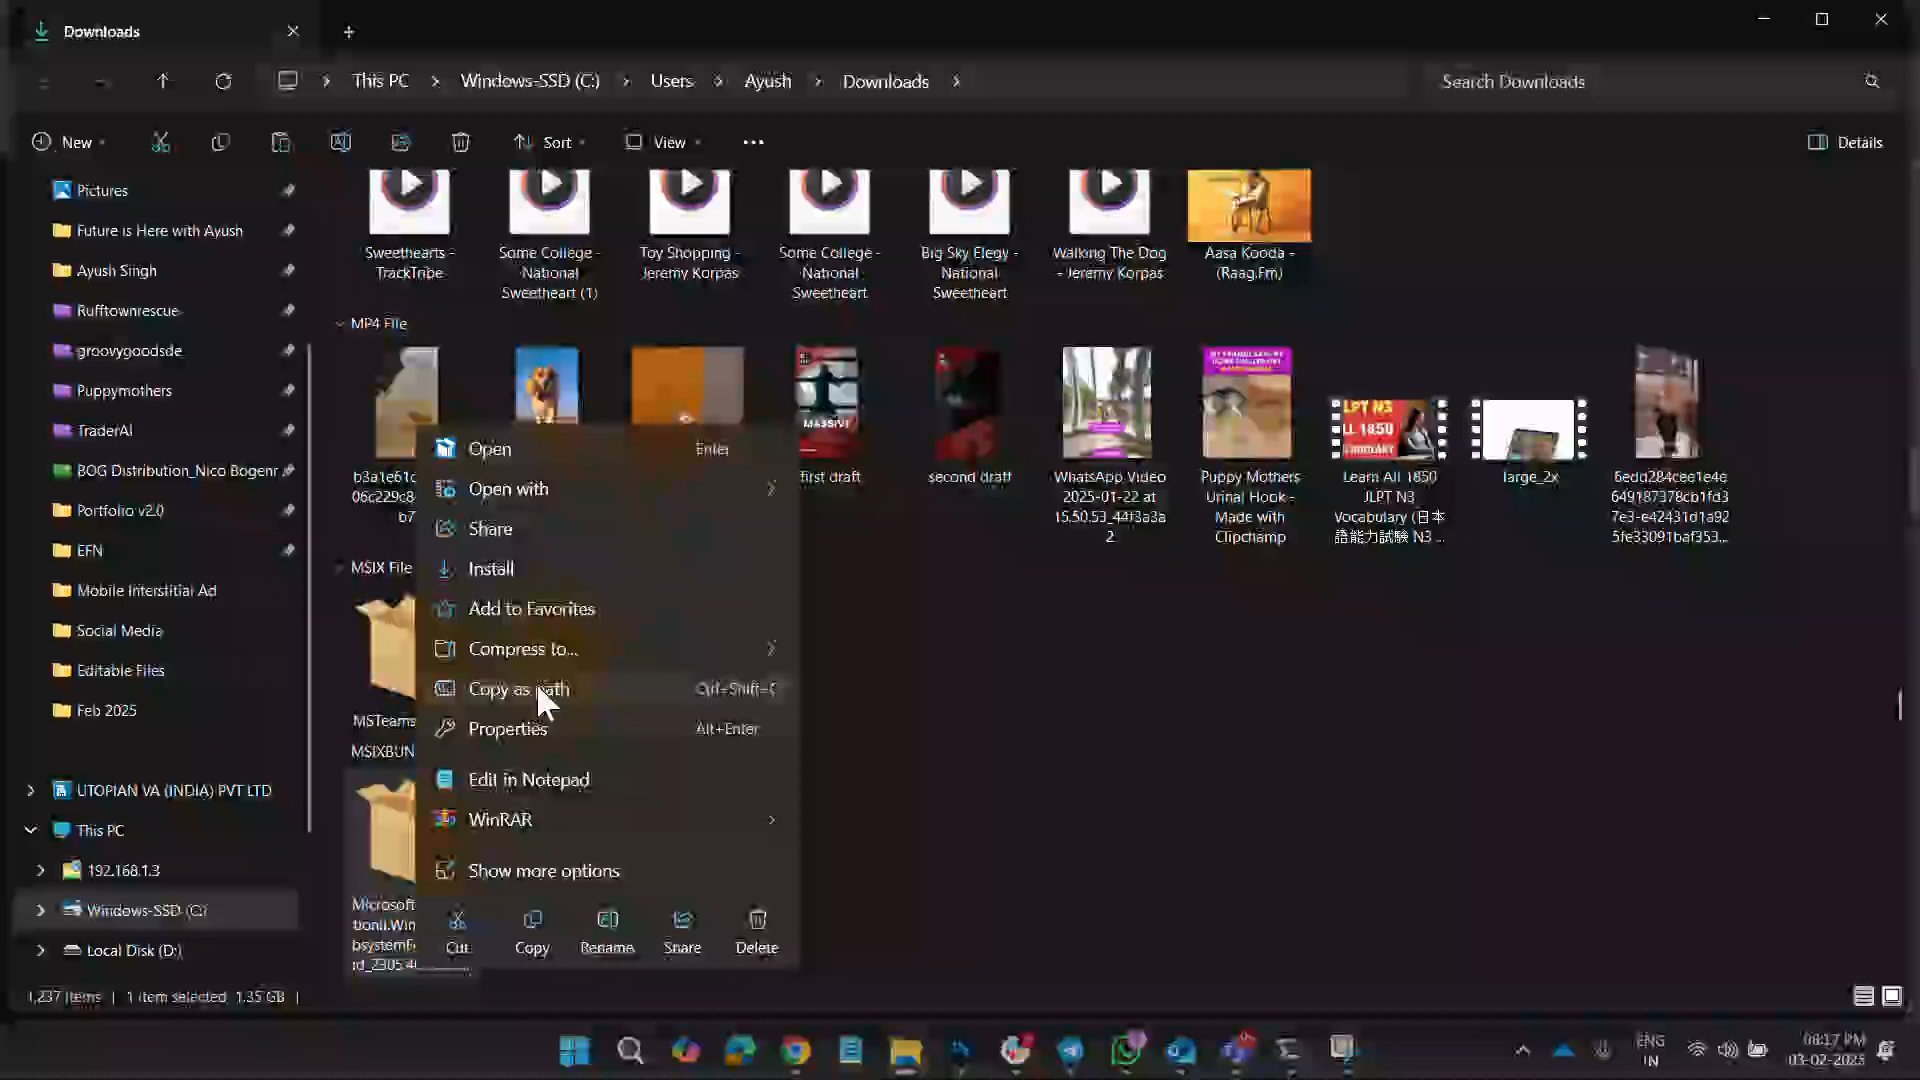 Downloads
This PC > Windows-SSD (C:) > Users > Ayush > Downloads >
Search Downloads
New
Sort
View
Details
Pictures
Future is Here with Ayush
Ayush Singh
Rufftownrescue
groovygoodsde
Puppymothers
TraderAI
BOG Distribution_Nico Bogenr
Portfolio v2.0
EFN
Mobile Interstitial Ad
Social Media
Editable Files
Feb 2025
UTOPIAN VA (INDIA) PVT LTD
This PC
192.168.1.3
Windows-SSD (C:)
Local Disk (D:)
Sweethearts -
TrackTribe
Some College -
National
Sweetheart (1)
Toy Shopping -
Jeremy Korpas
Some College -
National
Sweetheart
Big Sky Elegy -
National
Sweetheart
Walking The Dog
- Jeremy Korpas
Aasa Kooda -
(Raag.Fm)
MP4 File
MASSIVE
first draft
second draft
WhatsApp Video
2025-01-22 at
15.50.53_44f3a3a
2
Puppy Mothers
Urinal Hook -
Made with
Clipchamp
LPT N3
LL 1850
Learn All 1850
JLPT N3
Vocabulary (日本
語能力試験 N3 ...
large_2x
6edd284cee1e4e
649187378cb1fd3
7e3-e42431d1a92
5fe33091baf353...
MSIX File
MSTeams
MSIXBUN
Microsoft
Open Enter
Open with
Share
Install
Add to Favorites
Compress to...
Copy as path Ctrl+Shift+C
Properties Alt+Enter
Edit in Notepad
WinRAR
Show more options
Cut Copy Rename Share Delete
1,237 items | 1 item selected 1.35 GB |
ENG
IN
08:17 PM
03-02-2025